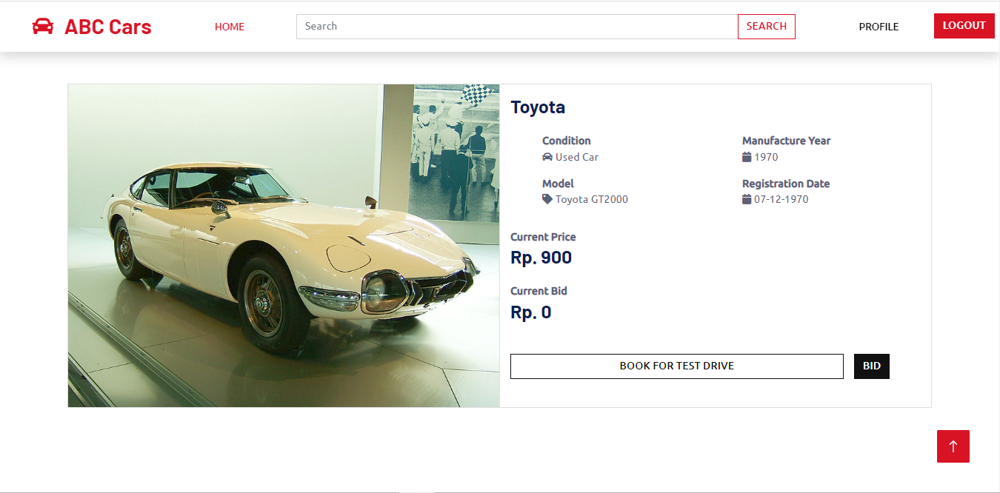 ABC Cars
HOME
Search
SEARCH
PROFILE
LOGOUT
Toyota
Condition
Manufacture Year
Used Car
1970
Model
Registration Date
Toyota GT2000
07-12-1970
Current Price
Rp. 900
Current Bid
Rp. 0
BOOK FOR TEST DRIVE
BID